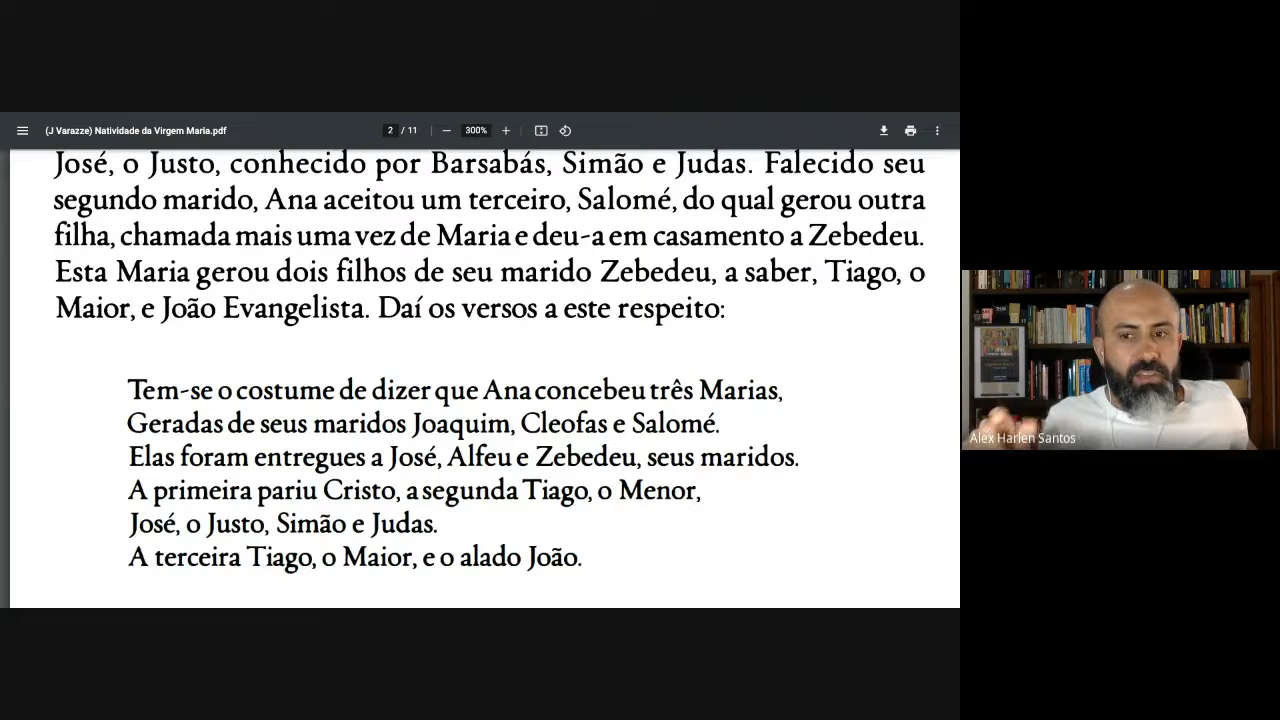 (J Varazze) Natividade da Virgem Maria.pdf
2 / 11
300%
José, o Justo, conhecido por Barsabás, Simão e Judas. Falecido seu
segundo marido, Ana aceitou um terceiro, Salomé, do qual gerou outra
filha, chamada mais uma vez de Maria e deu-a em casamento a Zebedeu.
Esta Maria gerou dois filhos de seu marido Zebedeu, a saber, Tiago, o
Maior, e João Evangelista. Daí os versos a este respeito:
Tem-se o costume de dizer que Ana concebeu três Marias,
Geradas de seus maridos Joaquim, Cleofas e Salomé.
Elas foram entregues a José, Alfeu e Zebedeu, seus maridos.
A primeira pariu Cristo, a segunda Tiago, o Menor,
José, o Justo, Simão e Judas.
A terceira Tiago, o Maior, e o alado João.
Alex Harlen Santos